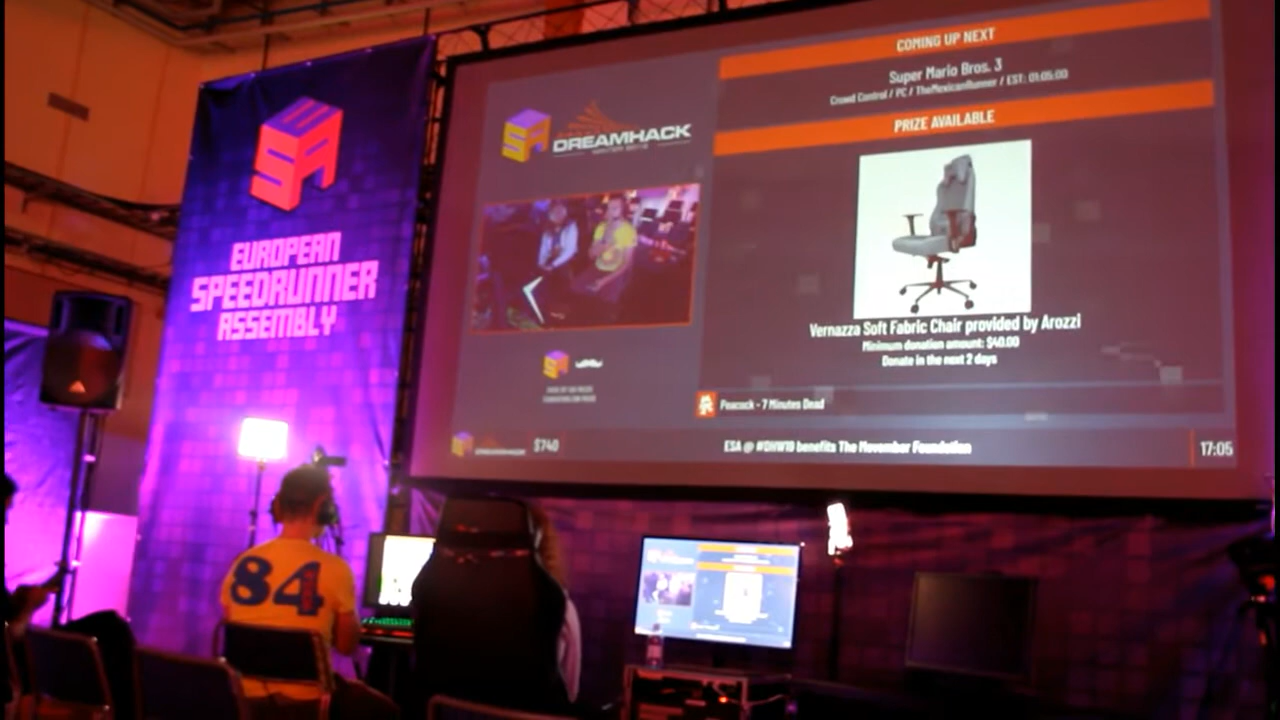 ESA
EUROPEAN
SPEEDRUNNER
ASSEMBLY
84
ESA
DREAMHACK
COMING UP NEXT
Super Mario Bros. 3
Crowd Control / PC / TheMexicanRunner / EST: 01:05:00
PRIZE AVAILABLE
Vernazza Soft Fabric Chair provided by Arozzi
Minimum donation amount: $40.00
Donate in the next 2 days
Peacock - 7 Minutes Dead
$740
ESA @ #DHW19 benefits The Movember Foundation
17:05